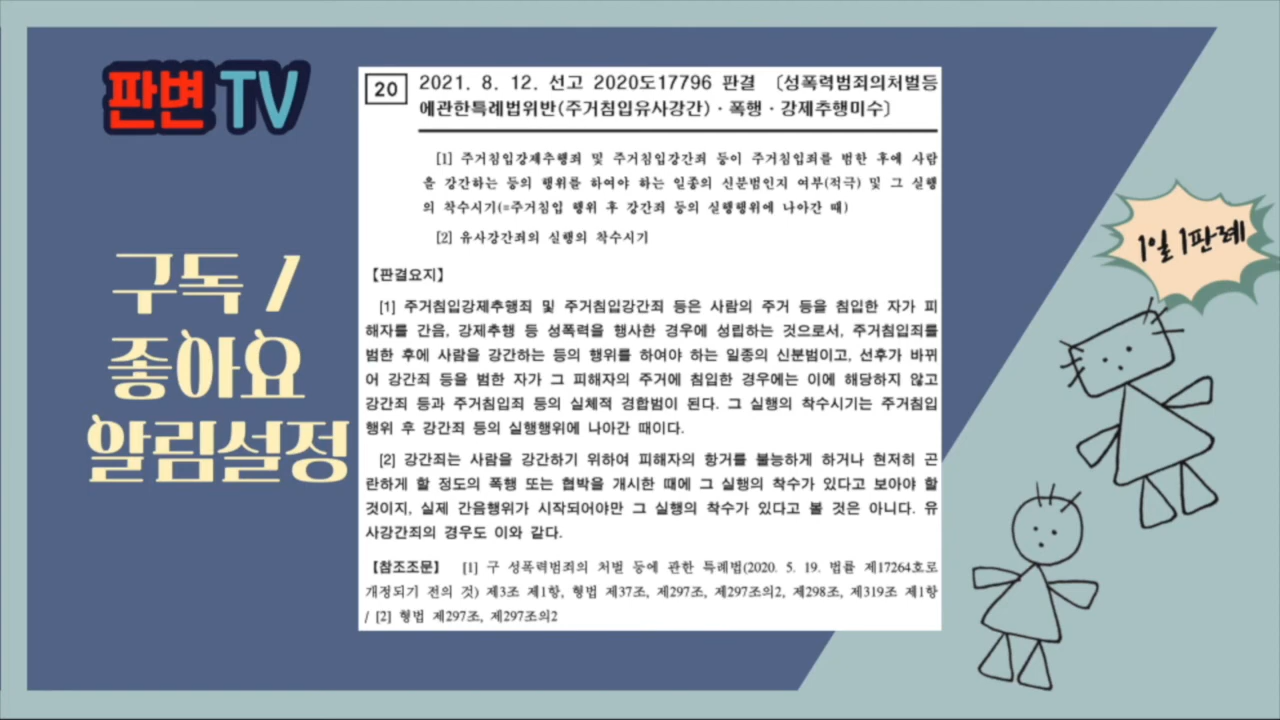 판변 TV
구독 /
좋아요
알림설정
20
2021. 8. 12. 선고 2020도17796 판결 〔성폭력범죄의처벌등
에관한특례법위반(주거침입유사강간)·폭행·강제추행미수〕
[1] 주거침입강제추행죄 및 주거침입강간죄 등이 주거침입죄를 범한 후에 사람
을 강간하는 등의 행위를 하여야 하는 일종의 신분범인지 여부(적극) 및 그 실행
의 착수시기(=주거침입 행위 후 강간죄 등의 실행행위에 나아간 때)
[2] 유사강간죄의 실행의 착수시기
【판결요지】
[1] 주거침입강제추행죄 및 주거침입강간죄 등은 사람의 주거 등을 침입한 자가 피
해자를 간음, 강제추행 등 성폭력을 행사한 경우에 성립하는 것으로서, 주거침입죄를
범한 후에 사람을 강간하는 등의 행위를 하여야 하는 일종의 신분범이고, 선후가 바뀌
어 강간죄 등을 범한 자가 그 피해자의 주거에 침입한 경우에는 이에 해당하지 않고
강간죄 등과 주거침입죄 등의 실체적 경합범이 된다. 그 실행의 착수시기는 주거침입
행위 후 강간죄 등의 실행행위에 나아간 때이다.
[2] 강간죄는 사람을 강간하기 위하여 피해자의 항거를 불능하게 하거나 현저히 곤
란하게 할 정도의 폭행 또는 협박을 개시한 때에 그 실행의 착수가 있다고 보아야 할
것이지, 실제 간음행위가 시작되어야만 그 실행의 착수가 있다고 볼 것은 아니다. 유
사강간죄의 경우도 이와 같다.
【참조조문】 [1] 구 성폭력범죄의 처벌 등에 관한 특례법(2020. 5. 19. 법률 제17264호로
개정되기 전의 것) 제3조 제1항, 형법 제37조, 제297조, 제297조의2, 제298조, 제319조 제1항
/ [2] 형법 제297조, 제297조의2
1일 1판례